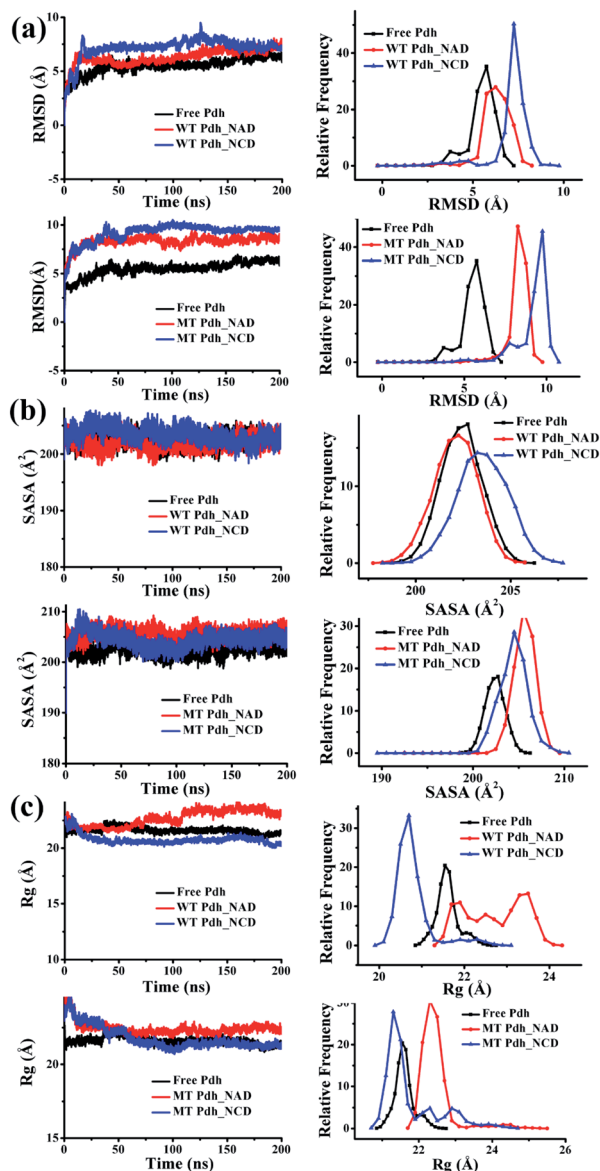 (a)
RMSD (Å)
10
5
0
5
Free Pdh
WT Pdh_NAD
WT Pdh_NCD
0 50 100 150 200
Time (ns)
Relative Frequency
40
20
0
Free Pdh
WT Pdh_NAD
WT Pdh_NCD
0 5 10
RMSD (Å)
RMSD(Å)
10
5
0
5
Free Pdh
MT Pdh_NAD
MT Pdh_NCD
0 50 100 150 200
Time (ns)
Relative Frequency
40
20
0
Free Pdh
MT Pdh_NAD
MT Pdh_NCD
0 5 10
RMSD (Å)
(b)
SASA (Å²)
200
190
180
Free Pdh
WT Pdh_NAD
WT Pdh_NCD
0 50 100 150 200
Time (ns)
Relative Frequency
10
0
Free Pdh
WT Pdh_NAD
WT Pdh_NCD
200 205
SASA (Å²)
SASA (Å²)
210
200
190
180
Free Pdh
MT Pdh_NAD
MT Pdh_NCD
0 50 100 150 200
Time (ns)
Relative Frequency
30
20
10
0
Free Pdh
MT Pdh_NAD
MT Pdh_NCD
190 200 210
SASA (Å²)
(c)
Rg (Å)
Free Pdh
WT Pdh_NAD
WT Pdh_NCD
0 50 100 150 200
Time (ns)
Relative Frequency
30
20
10
0
Free Pdh
WT Pdh_NAD
WT Pdh_NCD
20 22 24
Rg (Å)
Rg (Å)
Free Pdh
MT Pdh_NAD
MT Pdh_NCD
0 50 100 150 200
Time (ns)
Relative Frequency
30
20
10
0
Free Pdh
MT Pdh_NAD
MT Pdh_NCD
22 24
Rg (Å)